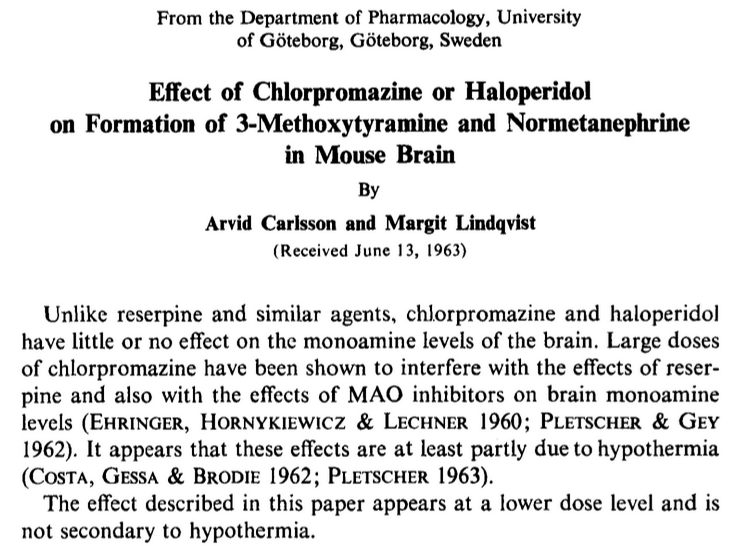 From the Department of Pharmacology, University
of Göteborg, Göteborg, Sweden
Effect of Chlorpromazine or Haloperidol
on Formation of 3-Methoxytyramine and Normetanephrine
in Mouse Brain
By
Arvid Carlsson and Margit Lindqvist
(Received June 13, 1963)
Unlike reserpine and similar agents, chlorpromazine and haloperidol
have little or no effect on the monoamine levels of the brain. Large doses
of chlorpromazine have been shown to interfere with the effects of reser-
pine and also with the effects of MAO inhibitors on brain monoamine
levels (EHRINGER, HORNYKIEWICZ & LECHNER 1960; PLETSCHER & GEY
1962). It appears that these effects are at least partly due to hypothermia
(COSTA, GESSA & BRODIE 1962; PLETSCHER 1963).
The effect described in this paper appears at a lower dose level and is
not secondary to hypothermia.